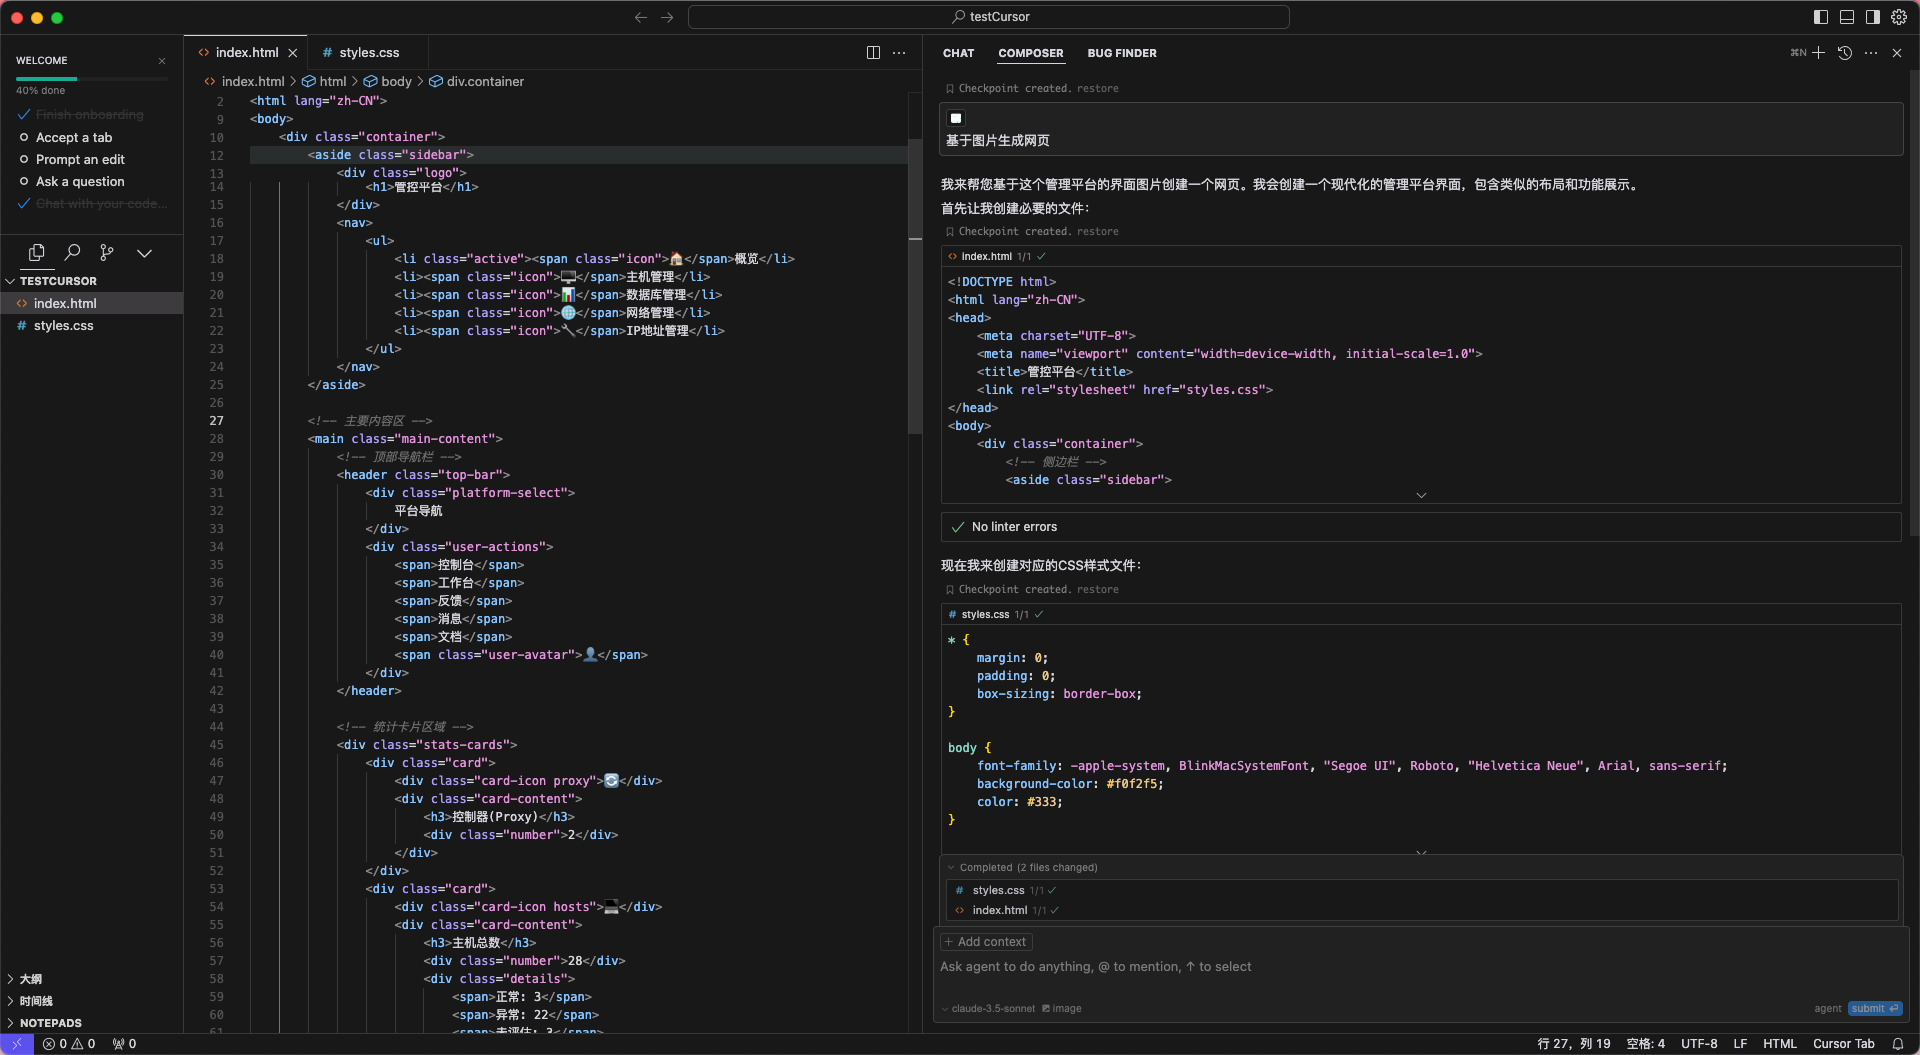 testCursor
WELCOME
40% done
Finish onboarding
Accept a tab
Prompt an edit
Ask a question
Chat with your code...
TESTCURSOR
index.html
styles.css
大纲
时间线
NOTEPADS
index.html
styles.css
index.html > html > body > div.container
2 <html lang="zh-CN">
9 <body>
10 <div class="container">
12 <aside class="sidebar">
13 <div class="logo">
14 <h1>管控平台</h1>
15 </div>
16 <nav>
17 <ul>
18 <li class="active"><span class="icon">🏠</span>概览</li>
19 <li><span class="icon">🖥️</span>主机管理</li>
20 <li><span class="icon">📊</span>数据库管理</li>
21 <li><span class="icon">🌐</span>网络管理</li>
22 <li><span class="icon">🔧</span>IP地址管理</li>
23 </ul>
24 </nav>
25 </aside>
26
27 <!-- 主要内容区 -->
28 <main class="main-content">
29 <!-- 顶部导航栏 -->
30 <header class="top-bar">
31 <div class="platform-select">
32 平台导航
33 </div>
34 <div class="user-actions">
35 <span>控制台</span>
36 <span>工作台</span>
37 <span>反馈</span>
38 <span>消息</span>
39 <span>文档</span>
40 <span class="user-avatar">👤</span>
41 </div>
42 </header>
43
44 <!-- 统计卡片区域 -->
45 <div class="stats-cards">
46 <div class="card">
47 <div class="card-icon proxy">🔄</div>
48 <div class="card-content">
49 <h3>控制器(Proxy)</h3>
50 <div class="number">2</div>
51 </div>
52 </div>
53 <div class="card">
54 <div class="card-icon hosts">💻</div>
55 <div class="card-content">
56 <h3>主机总数</h3>
57 <div class="number">28</div>
58 <div class="details">
59 <span>正常: 3</span>
60 <span>异常: 22</span>
61 <span>未评估: 3</span>
CHAT COMPOSER BUG FINDER ⌘N
Checkpoint created. restore
基于图片生成网页
我来帮您基于这个管理平台的界面图片创建一个网页。我会创建一个现代化的管理平台界面，包含类似的布局和功能展示。
首先让我创建必要的文件：
Checkpoint created. restore
index.html 1/1
<!DOCTYPE html>
<html lang="zh-CN">
<head>
<meta charset="UTF-8">
<meta name="viewport" content="width=device-width, initial-scale=1.0">
<title>管控平台</title>
<link rel="stylesheet" href="styles.css">
</head>
<body>
<div class="container">
<!-- 侧边栏 -->
<aside class="sidebar">
No linter errors
现在我来创建对应的CSS样式文件：
Checkpoint created. restore
# styles.css 1/1
* {
margin: 0;
padding: 0;
box-sizing: border-box;
}
body {
font-family: -apple-system, BlinkMacSystemFont, "Segoe UI", Roboto, "Helvetica Neue", Arial, sans-serif;
background-color: #f0f2f5;
color: #333;
}
Completed (2 files changed)
# styles.css 1/1
index.html 1/1
+ Add context
Ask agent to do anything, @ to mention, ↑ to select
claude-3.5-sonnet image agent submit
0 0 0
行 27，列 19 空格: 4 UTF-8 LF HTML Cursor Tab